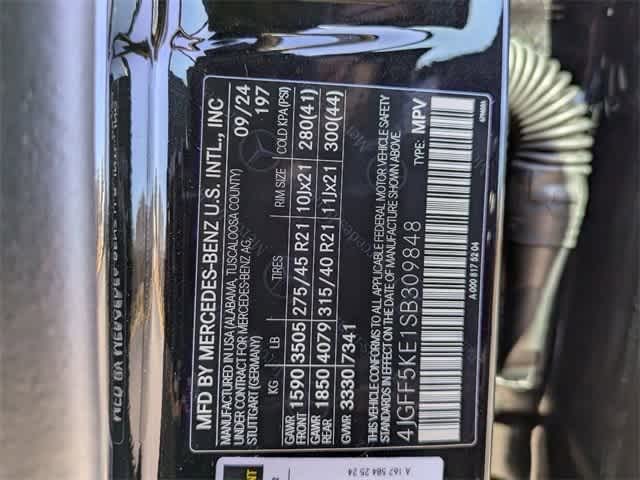 MFD BY MERCEDES-BENZ U.S. INTL., INC
MANUFACTURED IN USA (ALABAMA, TUSCALOOSA COUNTY)
UNDER CONTRACT FOR MERCEDES-BENZ AG,
STUTTGART (GERMANY)
09/24
197
KG LB TIRES RIM SIZE COLD KPA(PSI)
GAWR FRONT 1590 3505 275/45 R21 10Jx21 280(41)
GAWR REAR 1850 4079 315/40 R21 11Jx21 300(44)
GVWR 3330 7341
THIS VEHICLE CONFORMS TO ALL APPLICABLE FEDERAL MOTOR VEHICLE SAFETY
STANDARDS IN EFFECT ON THE DATE OF MANUFACTURE SHOWN ABOVE.
4JGFF5KE1SB309848 TYPE: MPV
A 000 817 52 04
A 167 584 25 24